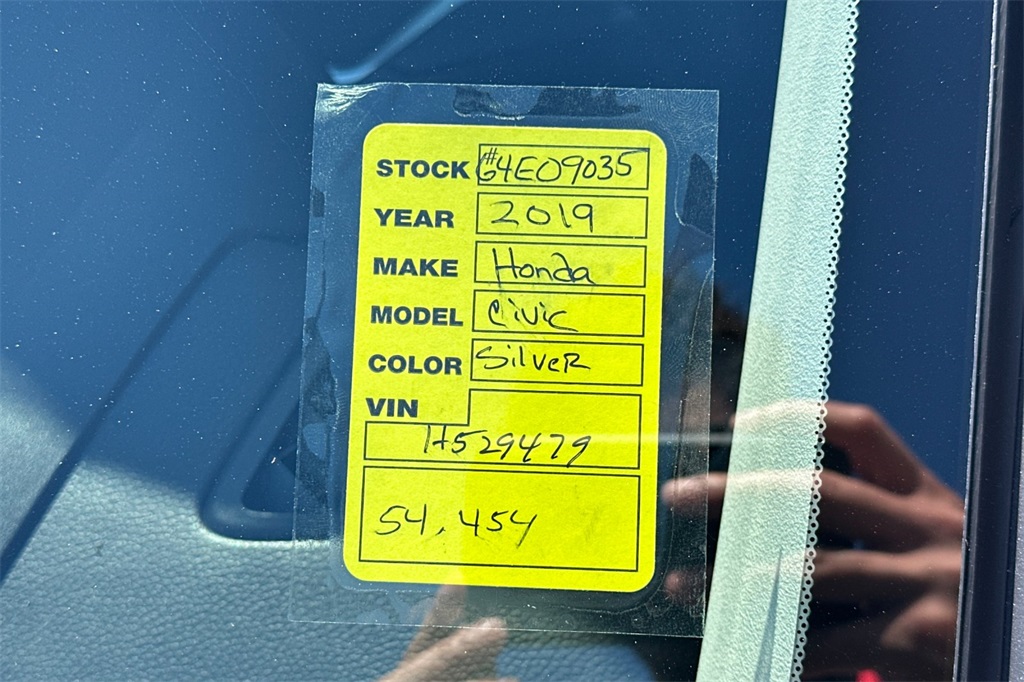 STOCK #G4E09035
YEAR 2019
MAKE Honda
MODEL Civic
COLOR Silver
VIN
H529479
54,454